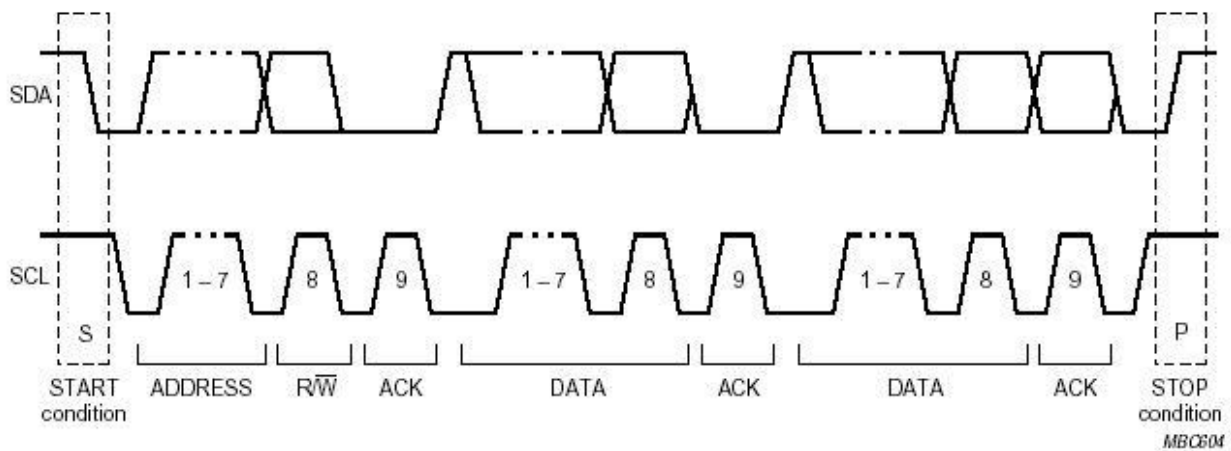 SDA
SCL
1 – 7 8 9 1 – 7 8 9 1 – 7 8 9
S P
START condition ADDRESS R/W̅ ACK DATA ACK DATA ACK STOP condition
MBC604